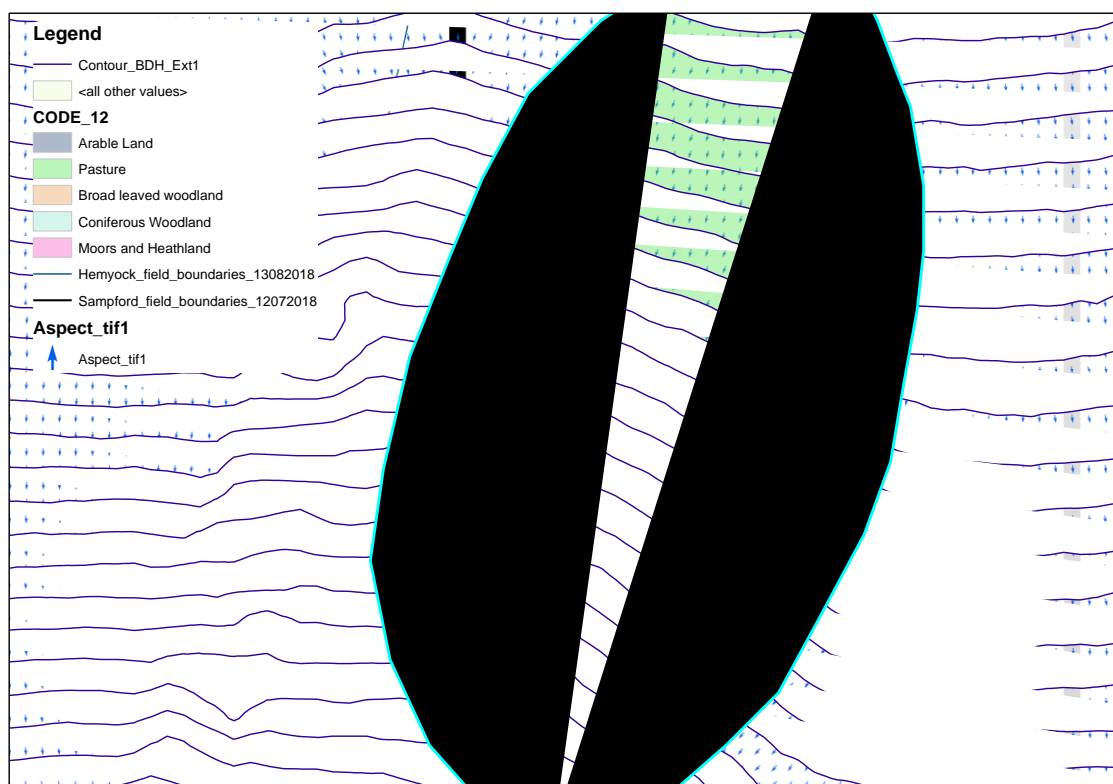 Legend
Contour_BDH_Ext1
<all other values>
CODE_12
Arable Land
Pasture
Broad leaved woodland
Coniferous Woodland
Moors and Heathland
Hemyock_field_boundaries_13082018
Sampford_field_boundaries_12072018
Aspect_tif1
Aspect_tif1